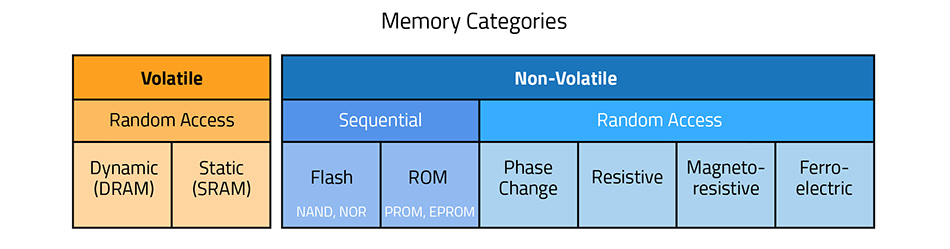 Memory Categories
Volatile
Non-Volatile
Random Access
Sequential
Random Access
Dynamic
(DRAM)
Static
(SRAM)
Flash
NAND, NOR
ROM
PROM, EPROM
Phase
Change
Resistive
Magneto-
resistive
Ferro-
electric